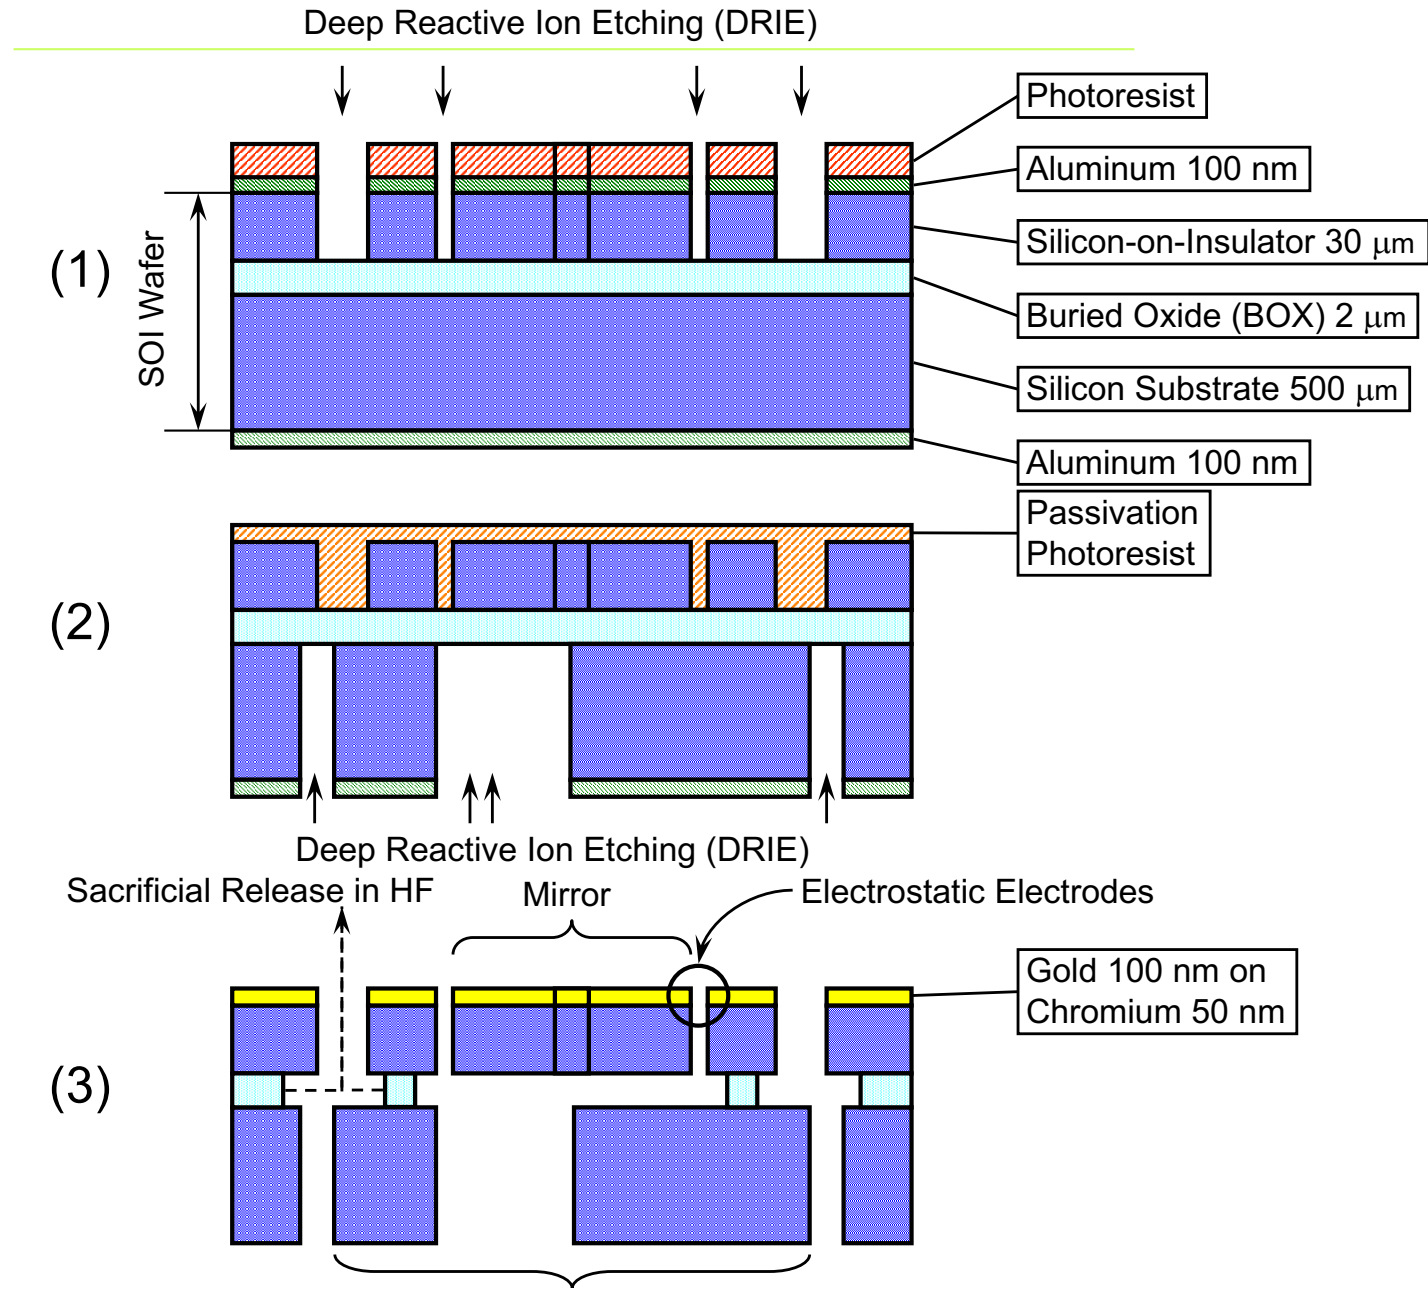 Deep Reactive Ion Etching (DRIE)
Photoresist
Aluminum 100 nm
Silicon-on-Insulator 30 μm
(1)
SOI Wafer
Buried Oxide (BOX) 2 μm
Silicon Substrate 500 μm
Aluminum 100 nm
Passivation
Photoresist
(2)
Deep Reactive Ion Etching (DRIE)
Sacrificial Release in HF
Mirror
Electrostatic Electrodes
Gold 100 nm on
Chromium 50 nm
(3)